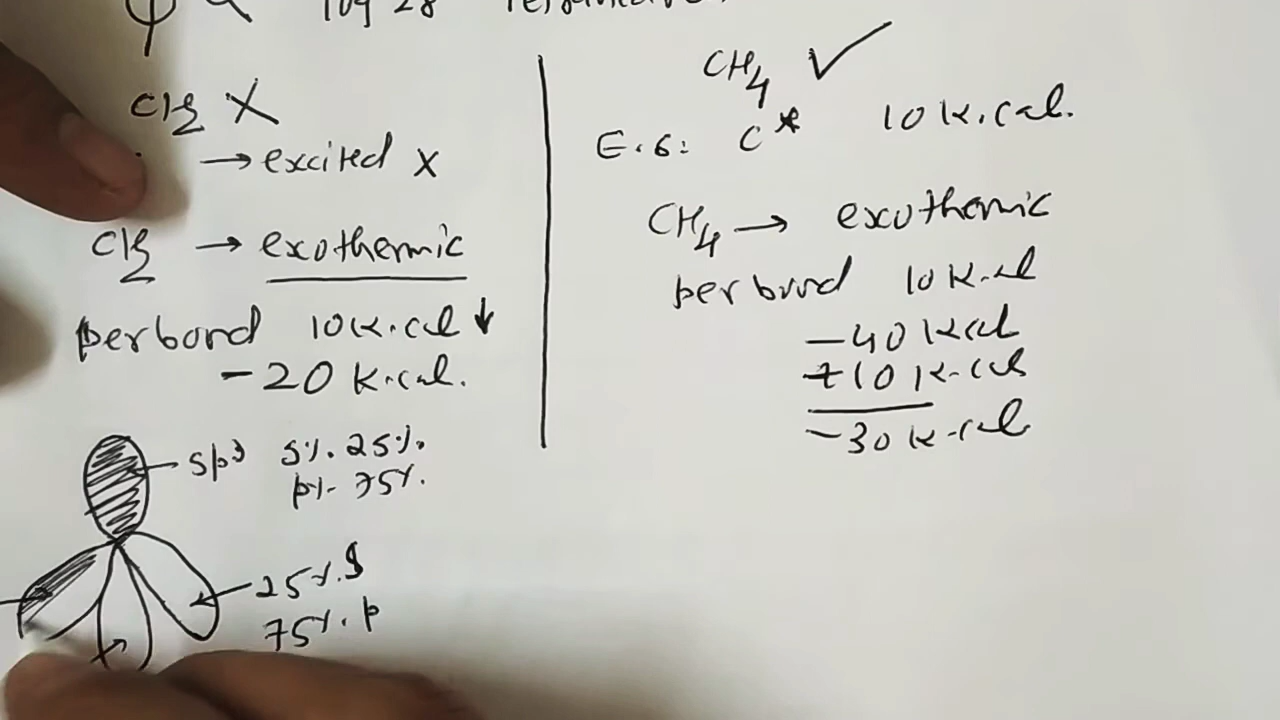 109°28'
CH2 X
→ excited X
CH2 → exothermic
per bond 10 K.cal ↓
- 20 K.cal.
sp3 s%. 25%.
p%- 75%.
25%. s
75%. p
CH4 ✓
E.G: C* 10 K.cal.
CH4 → exothermic
per bond 10 K.cal
- 40 K cal
+ 10 K.cal
- 30 K.cal